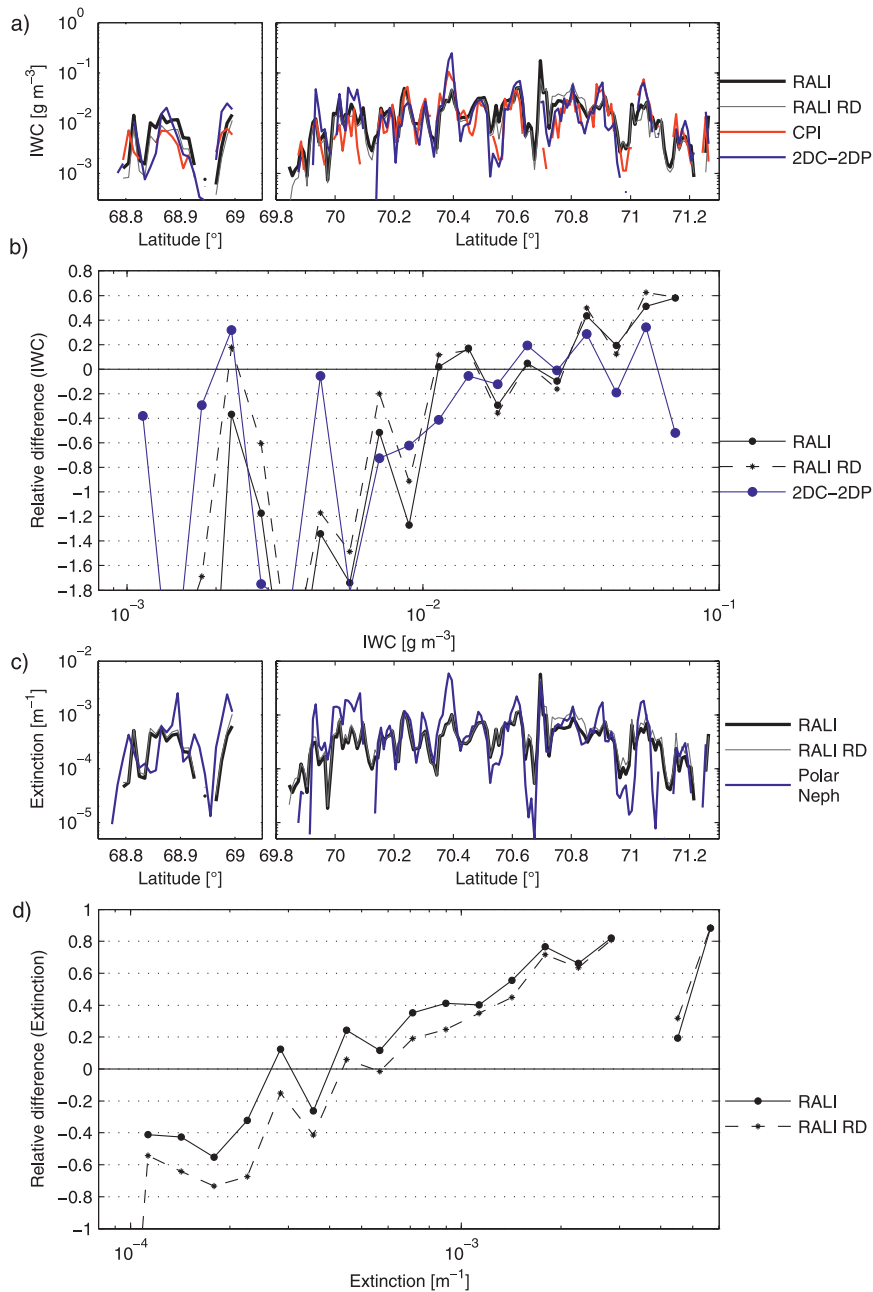 a)
IWC [g m⁻³]
10⁰
10⁻¹
10⁻²
10⁻³
68.8 68.9 69 69.8 70 70.2 70.4 70.6 70.8 71 71.2
Latitude [°] Latitude [°]
RALI
RALI RD
CPI
2DC−2DP
b)
Relative difference (IWC)
0.8
0.6
0.4
0.2
0
−0.2
−0.4
−0.6
−0.8
−1
−1.2
−1.4
−1.6
−1.8
10⁻³ 10⁻² 10⁻¹
IWC [g m⁻³]
RALI
RALI RD
2DC−2DP
c)
Extinction [m⁻¹]
10⁻²
10⁻³
10⁻⁴
10⁻⁵
68.8 68.9 69 69.8 70 70.2 70.4 70.6 70.8 71 71.2
Latitude [°] Latitude [°]
RALI
RALI RD
Polar
Neph
d)
Relative difference (Extinction)
1
0.8
0.6
0.4
0.2
0
−0.2
−0.4
−0.6
−0.8
−1
10⁻⁴ 10⁻³
Extinction [m⁻¹]
RALI
RALI RD